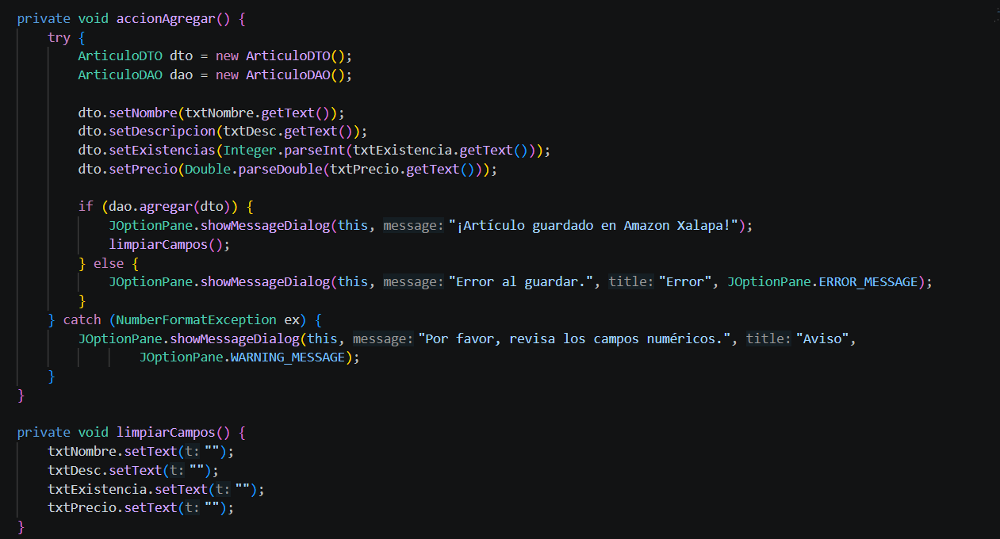 private void accionAgregar() {
    try {
        ArticuloDTO dto = new ArticuloDTO();
        ArticuloDAO dao = new ArticuloDAO();

        dto.setNombre(txtNombre.getText());
        dto.setDescripcion(txtDesc.getText());
        dto.setExistencias(Integer.parseInt(txtExistencia.getText()));
        dto.setPrecio(Double.parseDouble(txtPrecio.getText()));

        if (dao.agregar(dto)) {
            JOptionPane.showMessageDialog(this, message: "¡Artículo guardado en Amazon Xalapa!");
            limpiarCampos();
        } else {
            JOptionPane.showMessageDialog(this, message: "Error al guardar.", title: "Error", JOptionPane.ERROR_MESSAGE);
        }
    } catch (NumberFormatException ex) {
        JOptionPane.showMessageDialog(this, message: "Por favor, revisa los campos numéricos.", title: "Aviso",
                JOptionPane.WARNING_MESSAGE);
    }
}

private void limpiarCampos() {
    txtNombre.setText(t: "");
    txtDesc.setText(t: "");
    txtExistencia.setText(t: "");
    txtPrecio.setText(t: "");
}